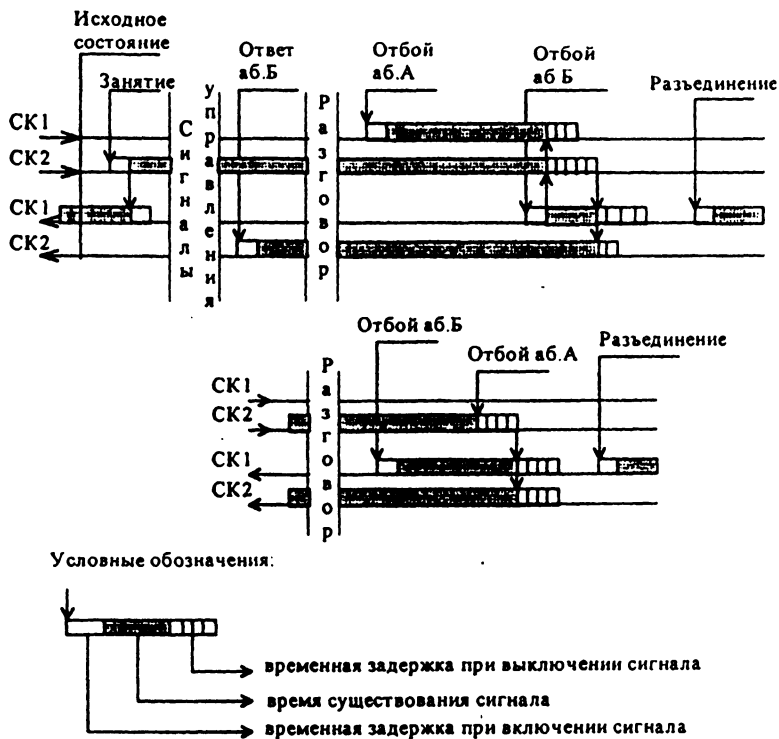 Исходное
состояние
Занятие
Сигналы
управления
Ответ
аб.Б
Разговор
Отбой
аб.А
Отбой
аб Б
Разъединение
СК1
СК2
СК1
СК2
Отбой аб.Б
Отбой аб.А
Разъединение
Разговор
СК1
СК2
СК1
СК2
Условные обозначения:
временная задержка при выключении сигнала
время существования сигнала
временная задержка при включении сигнала